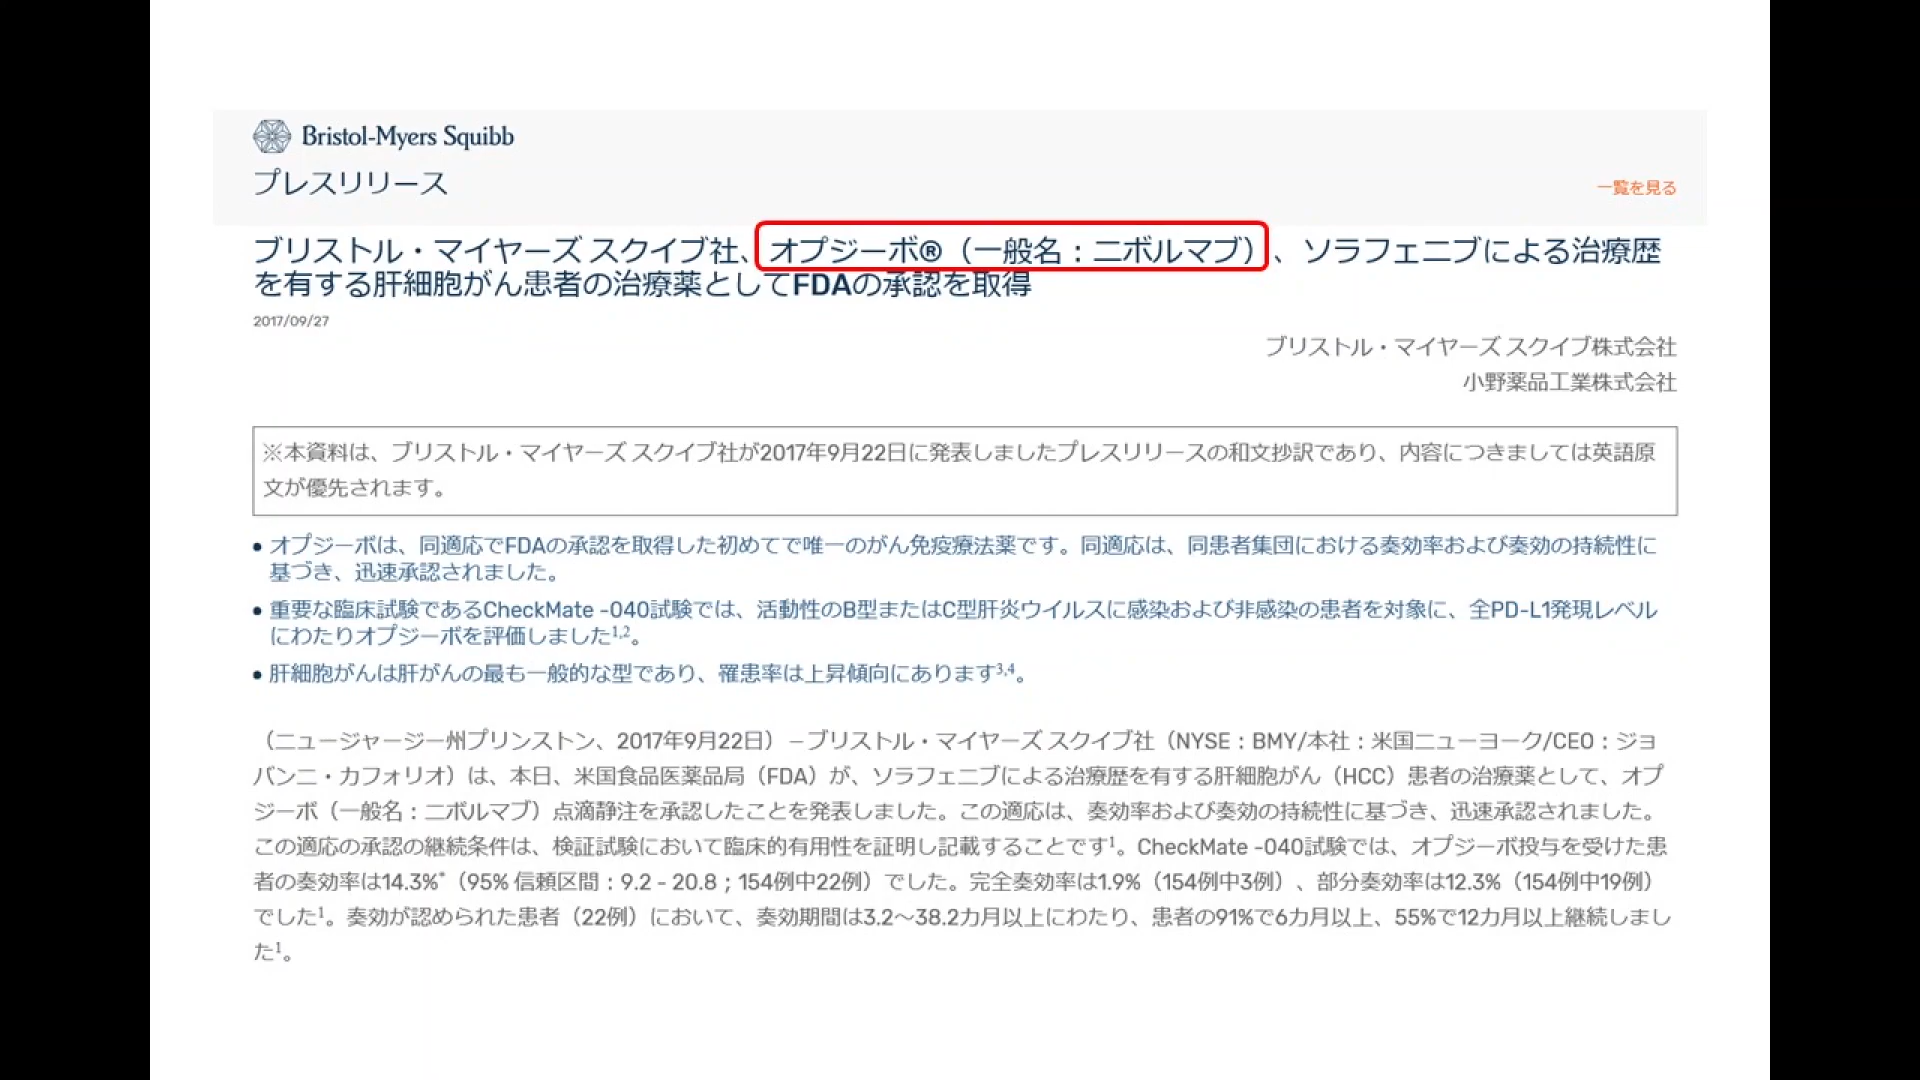 Bristol-Myers Squibb
プレスリリース
一覧を見る
ブリストル・マイヤーズ スクイブ社、オプジーボ®（一般名：ニボルマブ）、ソラフェニブによる治療歴
を有する肝細胞がん患者の治療薬としてFDAの承認を取得
2017/09/27
ブリストル・マイヤーズ スクイブ株式会社
小野薬品工業株式会社
※本資料は、ブリストル・マイヤーズ スクイブ社が2017年9月22日に発表しましたプレスリリースの和文抄訳であり、内容につきましては英語原
文が優先されます。
● オプジーボは、同適応でFDAの承認を取得した初めてで唯一のがん免疫療法薬です。同適応は、同患者集団における奏効率および奏効の持続性に
基づき、迅速承認されました。
● 重要な臨床試験であるCheckMate -040試験では、活動性のB型またはC型肝炎ウイルスに感染および非感染の患者を対象に、全PD-L1発現レベル
にわたりオプジーボを評価しました1,2。
● 肝細胞がんは肝がんの最も一般的な型であり、罹患率は上昇傾向にあります3,4。
（ニュージャージー州プリンストン、2017年9月22日）－ブリストル・マイヤーズ スクイブ社（NYSE：BMY/本社：米国ニューヨーク/CEO：ジョ
バンニ・カフォリオ）は、本日、米国食品医薬品局（FDA）が、ソラフェニブによる治療歴を有する肝細胞がん（HCC）患者の治療薬として、オプ
ジーボ（一般名：ニボルマブ）点滴静注を承認したことを発表しました。この適応は、奏効率および奏効の持続性に基づき、迅速承認されました。
この適応の承認の継続条件は、検証試験において臨床的有用性を証明し記載することです1。CheckMate -040試験では、オプジーボ投与を受けた患
者の奏効率は14.3%*（95% 信頼区間：9.2 - 20.8；154例中22例）でした。完全奏効率は1.9%（154例中3例）、部分奏効率は12.3%（154例中19例）
でした1。奏効が認められた患者（22例）において、奏効期間は3.2～38.2カ月以上にわたり、患者の91%で6カ月以上、55%で12カ月以上継続しまし
た1。